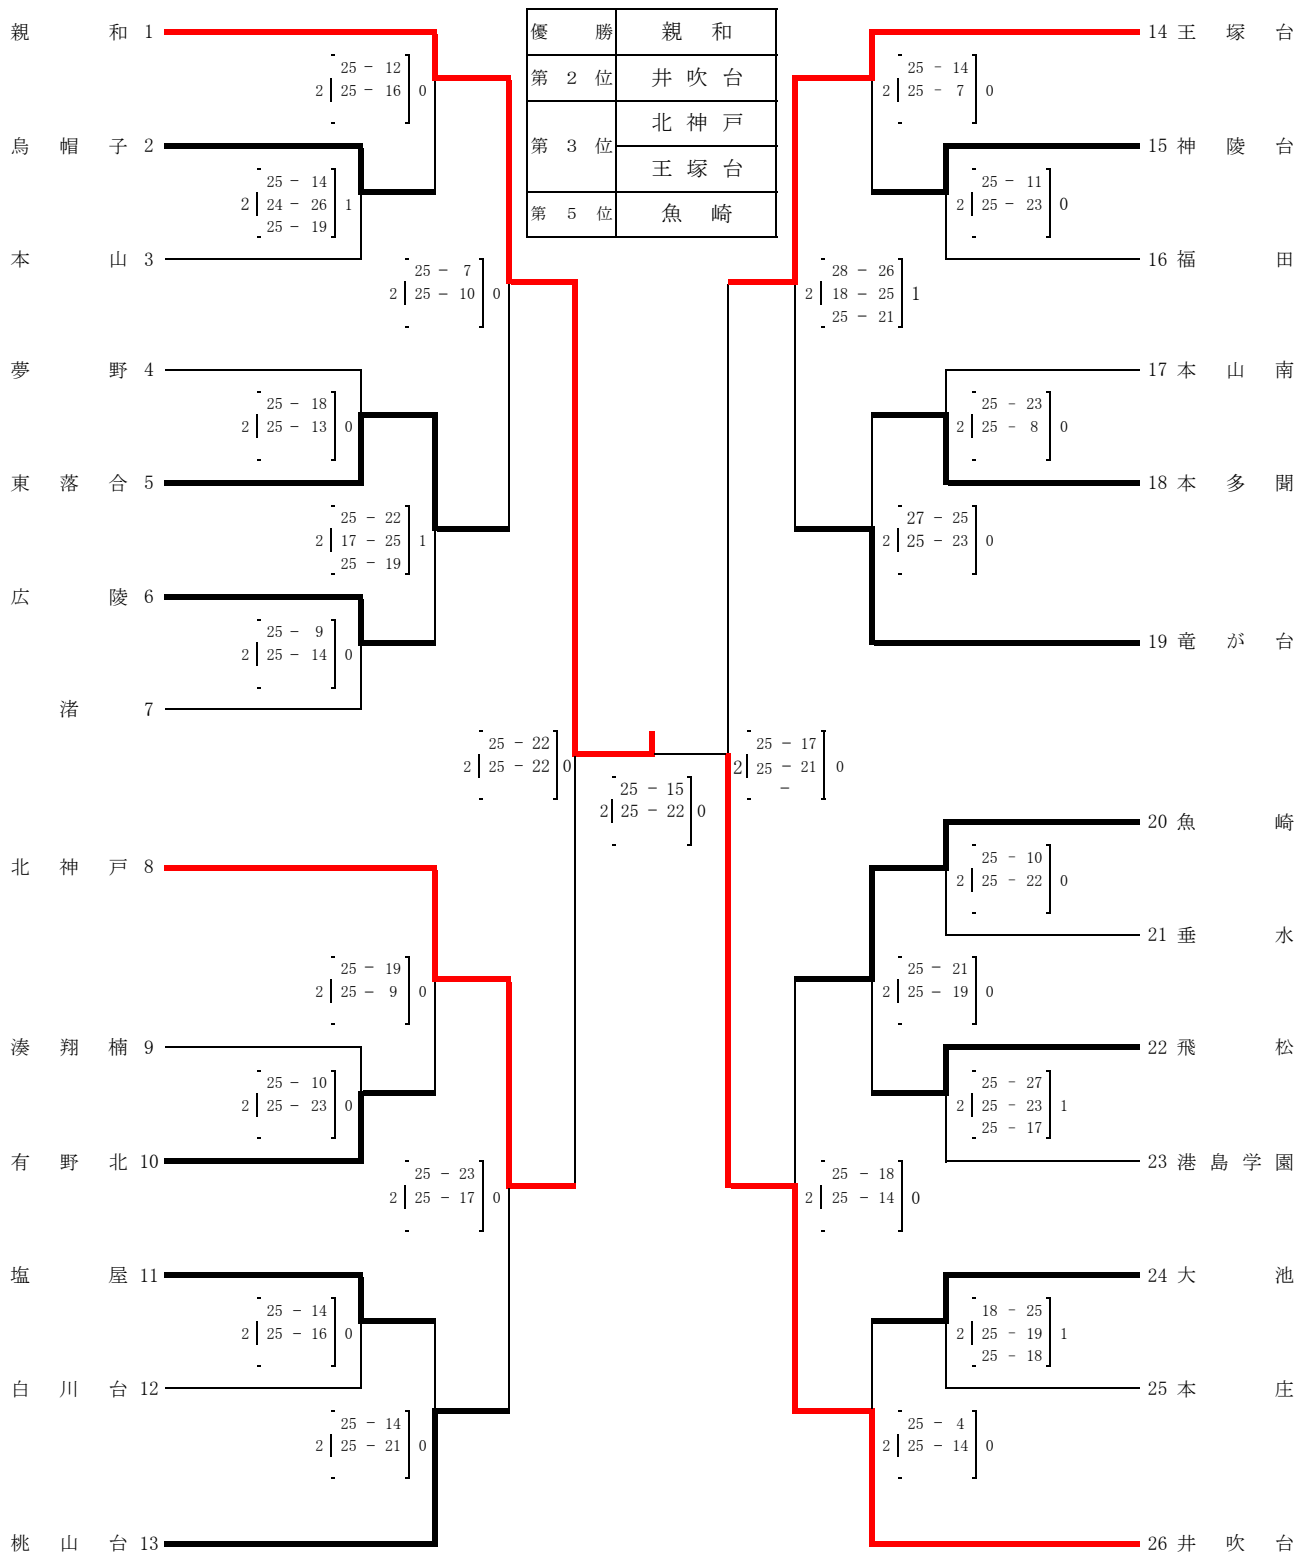 優勝 親和
第2位 井吹台
第3位 北神戸
王塚台
第5位 魚崎
親和 1
25 − 12
2 25 − 16 0
烏帽子 2
25 − 14
2 24 − 26 1
25 − 19
本山 3
25 − 7
2 25 − 10 0
夢野 4
25 − 18
2 25 − 13 0
東落合 5
25 − 22
2 17 − 25 1
25 − 19
広陵 6
25 − 9
2 25 − 14 0
渚 7
25 − 22
2 25 − 22 0
25 − 15
2 25 − 22 0
北神戸 8
25 − 19
2 25 − 9 0
湊翔楠 9
25 − 10
2 25 − 23 0
有野北 10
25 − 23
2 25 − 17 0
塩屋 11
25 − 14
2 25 − 16 0
白川台 12
25 − 14
2 25 − 21 0
桃山台 13
14 王塚台
25 − 14
2 25 − 7 0
15 神陵台
25 − 11
2 25 − 23 0
16 福田
28 − 26
2 18 − 25 1
25 − 21
17 本山南
25 − 23
2 25 − 8 0
18 本多聞
27 − 25
2 25 − 23 0
19 竜が台
25 − 17
2 25 − 21 0
−
20 魚崎
25 − 10
2 25 − 22 0
21 垂水
25 − 21
2 25 − 19 0
22 飛松
25 − 27
2 25 − 23 1
25 − 17
23 港島学園
25 − 18
2 25 − 14 0
24 大池
18 − 25
2 25 − 19 1
25 − 18
25 本庄
25 − 4
2 25 − 14 0
26 井吹台